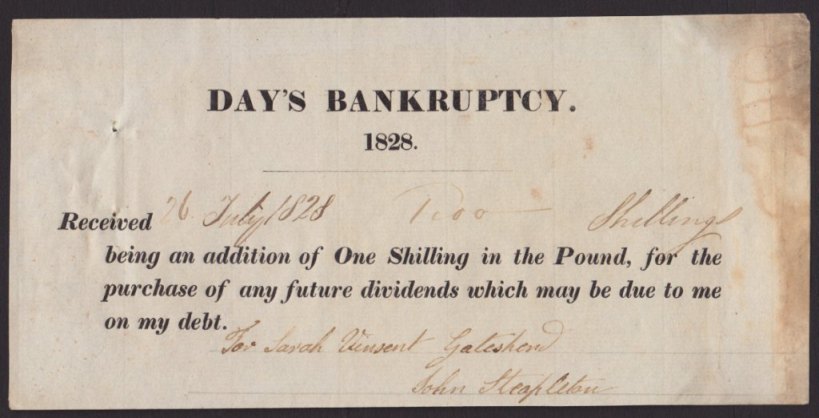 DAY'S BANKRUPTCY.
1828.
Received 26 July 1828 Two Shillings
being an addition of One Shilling in the Pound, for the
purchase of any future dividends which may be due to me
on my debt.
For Sarah Vinsent Gateshead
John Steapleton